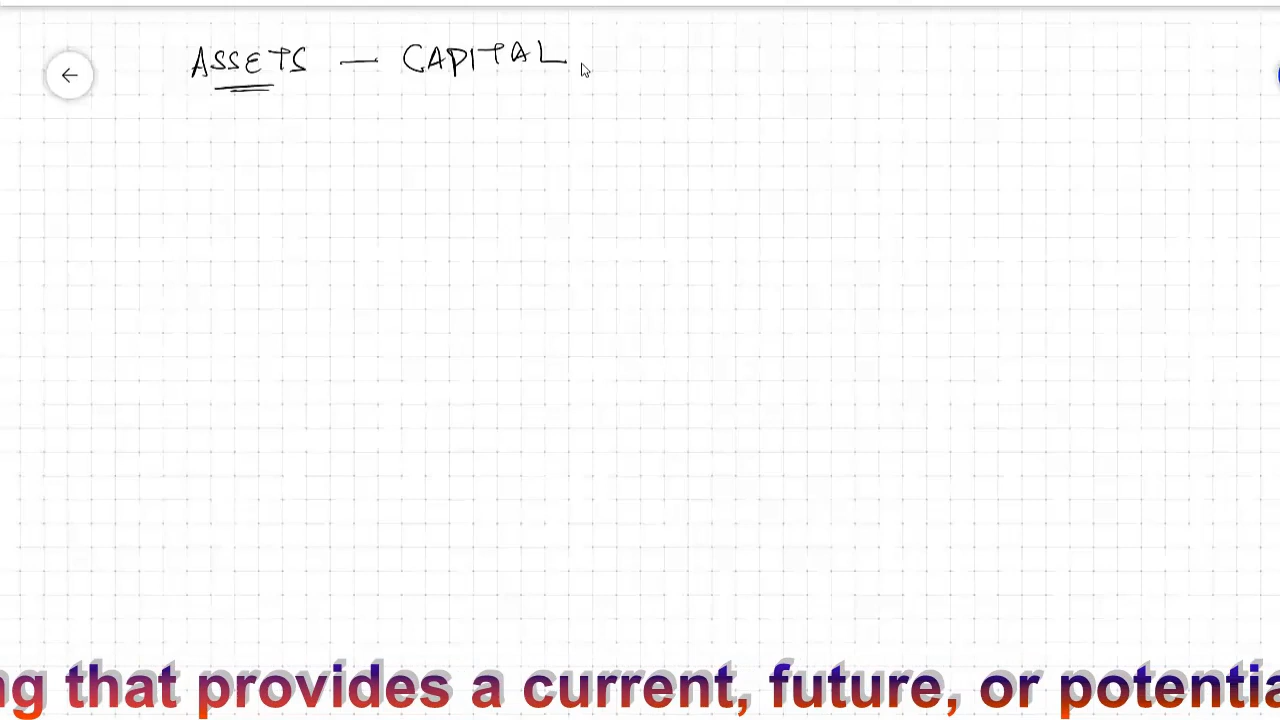 ASSETS — CAPITAL
ng that provides a current, future, or potentia